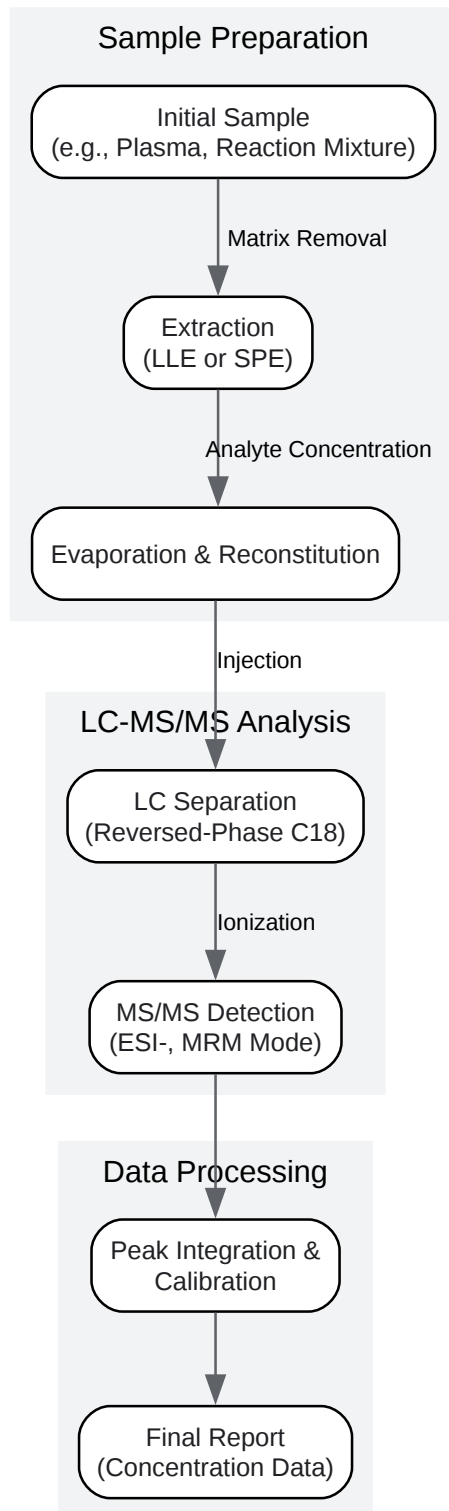 Sample Preparation
Initial Sample
(e.g., Plasma, Reaction Mixture)
Matrix Removal
Extraction
(LLE or SPE)
Analyte Concentration
Evaporation & Reconstitution
Injection
LC-MS/MS Analysis
LC Separation
(Reversed-Phase C18)
Ionization
MS/MS Detection
(ESI-, MRM Mode)
Data Processing
Peak Integration &
Calibration
Final Report
(Concentration Data)